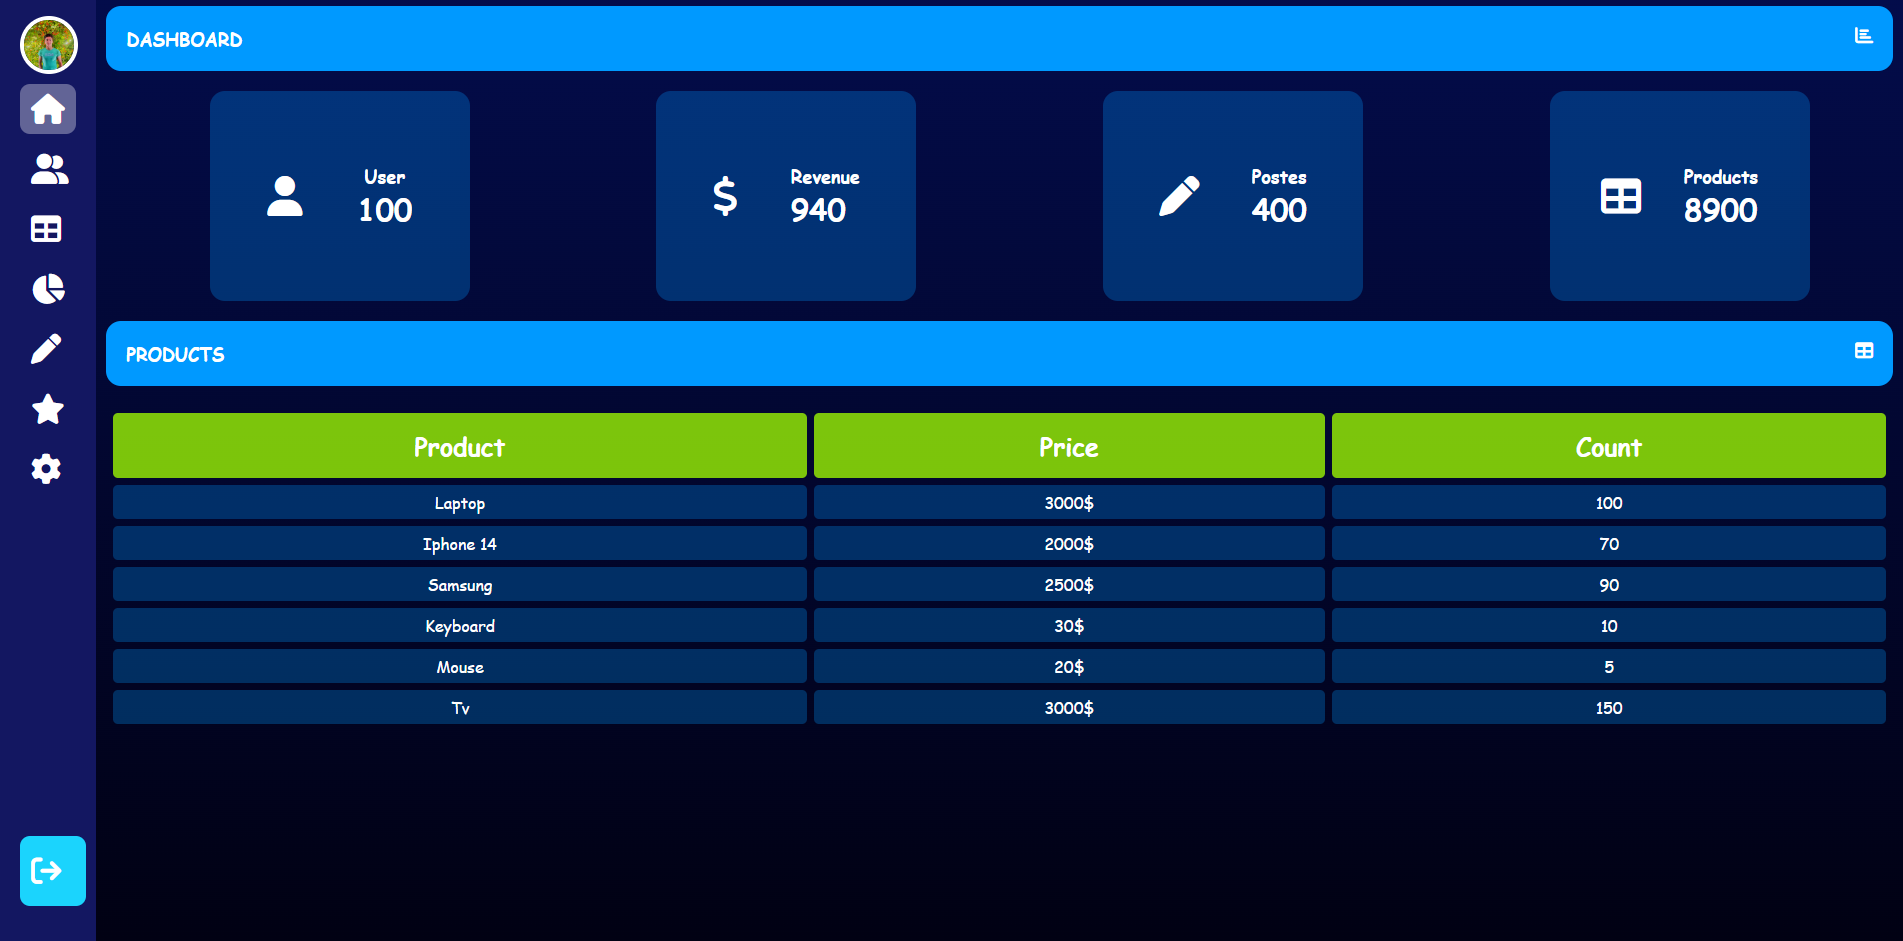 DASHBOARD
User
100
Revenue
940
Postes
400
Products
8900
PRODUCTS
Product Price Count
Laptop 3000$ 100
Iphone 14 2000$ 70
Samsung 2500$ 90
Keyboard 30$ 10
Mouse 20$ 5
Tv 3000$ 150